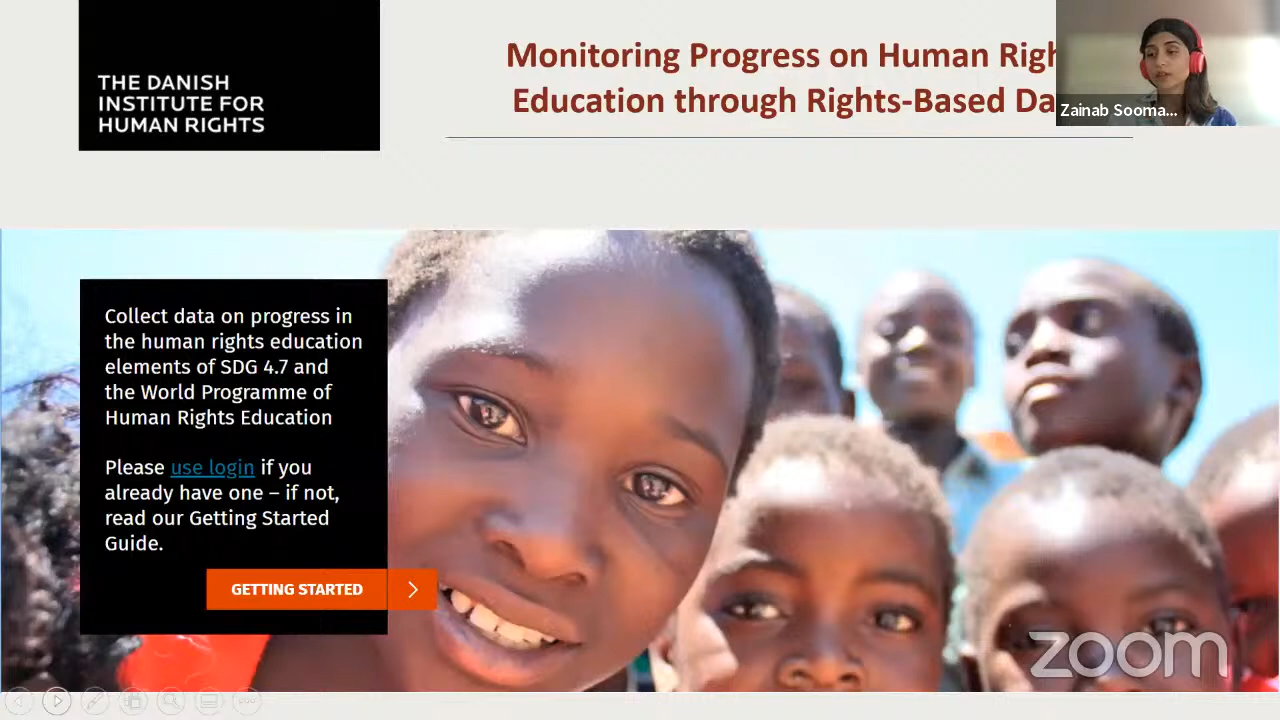 THE DANISH
INSTITUTE FOR
HUMAN RIGHTS
Monitoring Progress on Human Righ
Education through Rights-Based Da
Zainab Sooma...
Collect data on progress in
the human rights education
elements of SDG 4.7 and
the World Programme of
Human Rights Education
Please use login if you
already have one – if not,
read our Getting Started
Guide.
GETTING STARTED
zoom